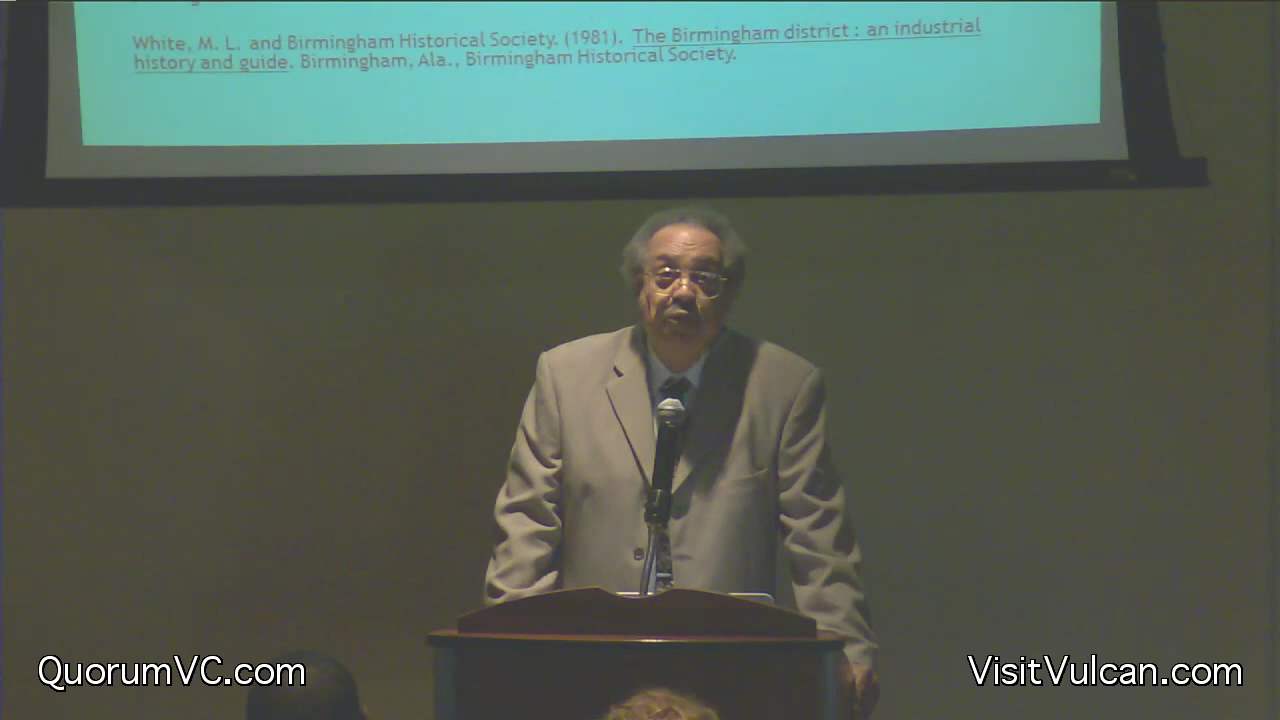 White, M. L. and Birmingham Historical Society. (1981). The Birmingham district : an industrial
history and guide. Birmingham, Ala., Birmingham Historical Society.
QuorumVC.com
VisitVulcan.com